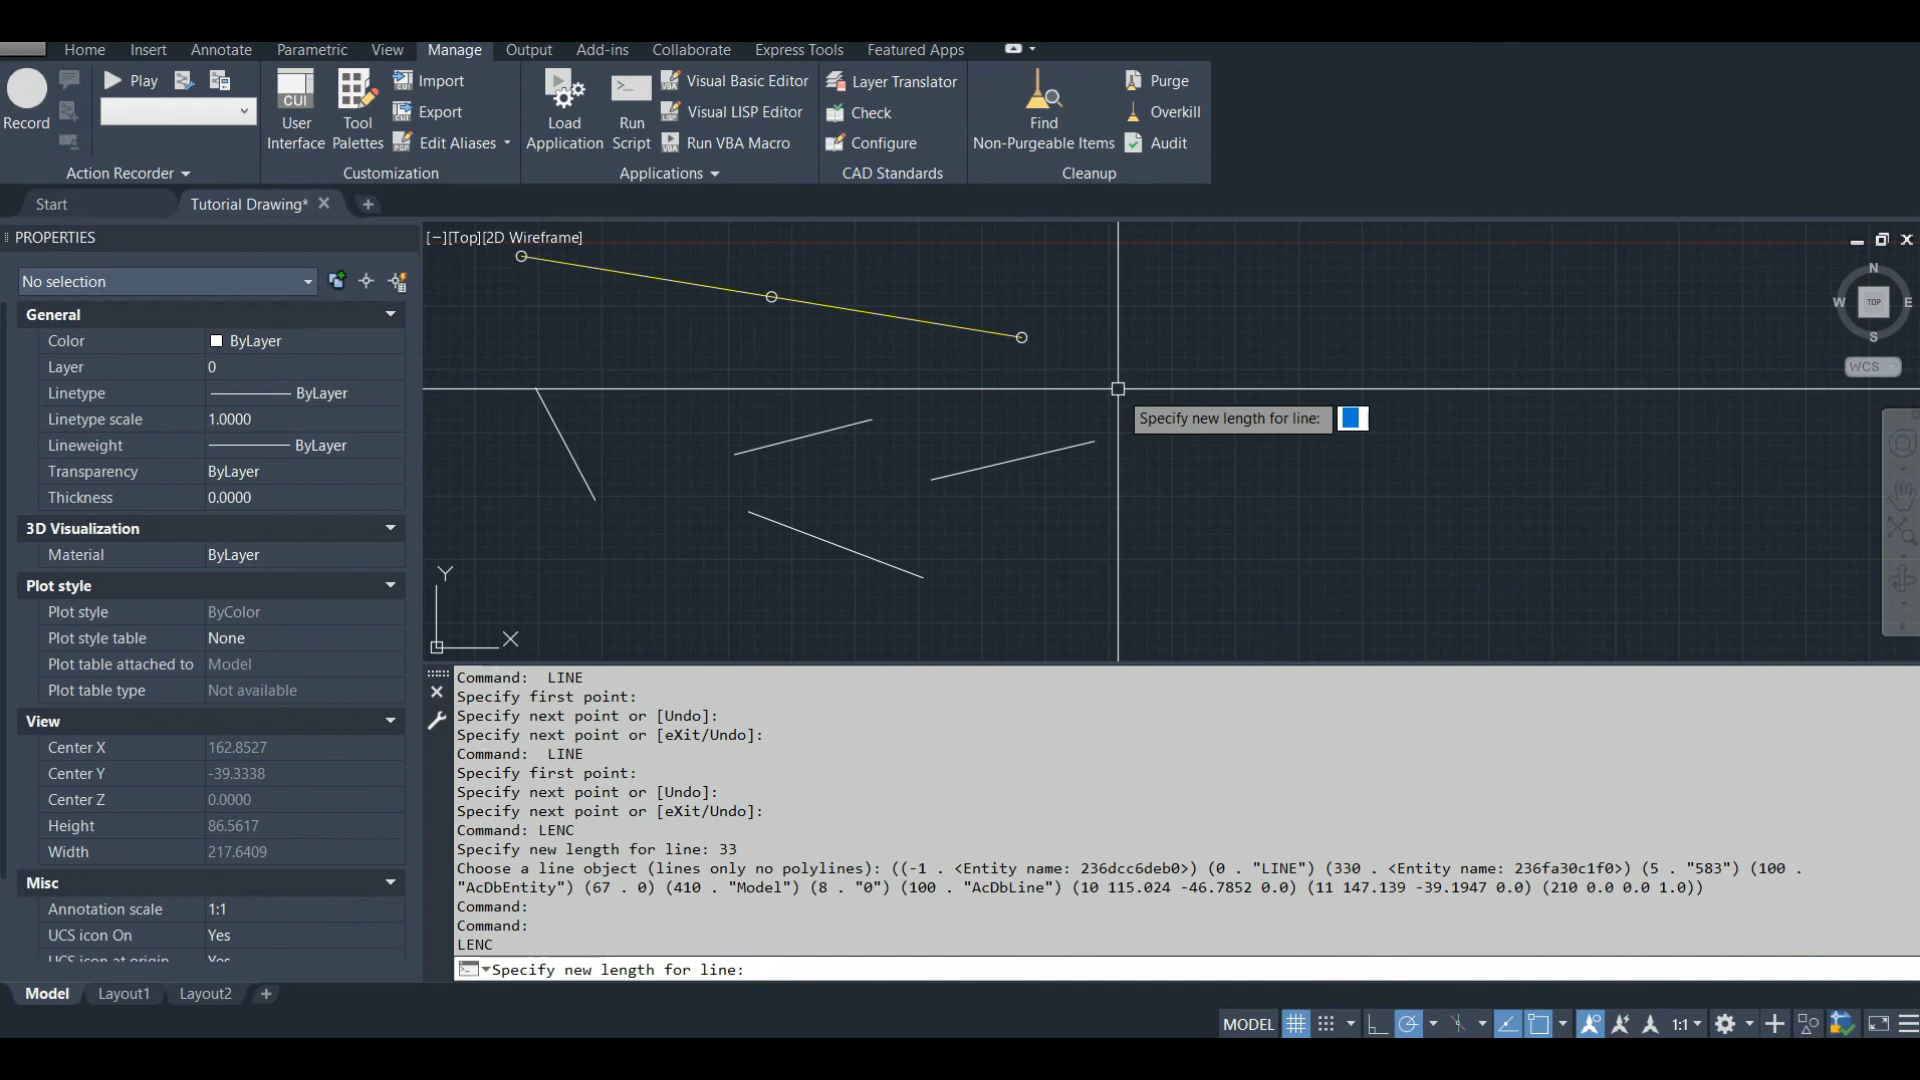 Home Insert Annotate Parametric View Manage Output Add-ins Collaborate Express Tools Featured Apps
Record
Play
CUI
User
Interface
Tool
Palettes
Import
Export
Edit Aliases
Customization
Action Recorder
Load
Application
Run
Script
Visual Basic Editor
Visual LISP Editor
Run VBA Macro
Applications
Layer Translator
Check
Configure
CAD Standards
Find
Non-Purgeable Items
Purge
Overkill
Audit
Cleanup
Start
Tutorial Drawing*
PROPERTIES
No selection
General
Color ByLayer
Layer 0
Linetype ByLayer
Linetype scale 1.0000
Lineweight ByLayer
Transparency ByLayer
Thickness 0.0000
3D Visualization
Material ByLayer
Plot style
Plot style ByColor
Plot style table None
Plot table attached to Model
Plot table type Not available
View
Center X 162.8527
Center Y -39.3338
Center Z 0.0000
Height 86.5617
Width 217.6409
Misc
Annotation scale 1:1
UCS icon On Yes
UCS icon at origin Yes
[−][Top][2D Wireframe]
N
W TOP E
S
WCS
Specify new length for line:
Y
X
Command:  LINE
Specify first point:
Specify next point or [Undo]:
Specify next point or [eXit/Undo]:
Command:  LINE
Specify first point:
Specify next point or [Undo]:
Specify next point or [eXit/Undo]:
Command: LENC
Specify new length for line: 33
Choose a line object (lines only no polylines): ((-1 . <Entity name: 236dcc6deb0>) (0 . "LINE") (330 . <Entity name: 236fa30c1f0>) (5 . "583") (100 .
"AcDbEntity") (67 . 0) (410 . "Model") (8 . "0") (100 . "AcDbLine") (10 115.024 -46.7852 0.0) (11 147.139 -39.1947 0.0) (210 0.0 0.0 1.0))
Command:
Command:
LENC
Specify new length for line:
Model Layout1 Layout2
MODEL 1:1